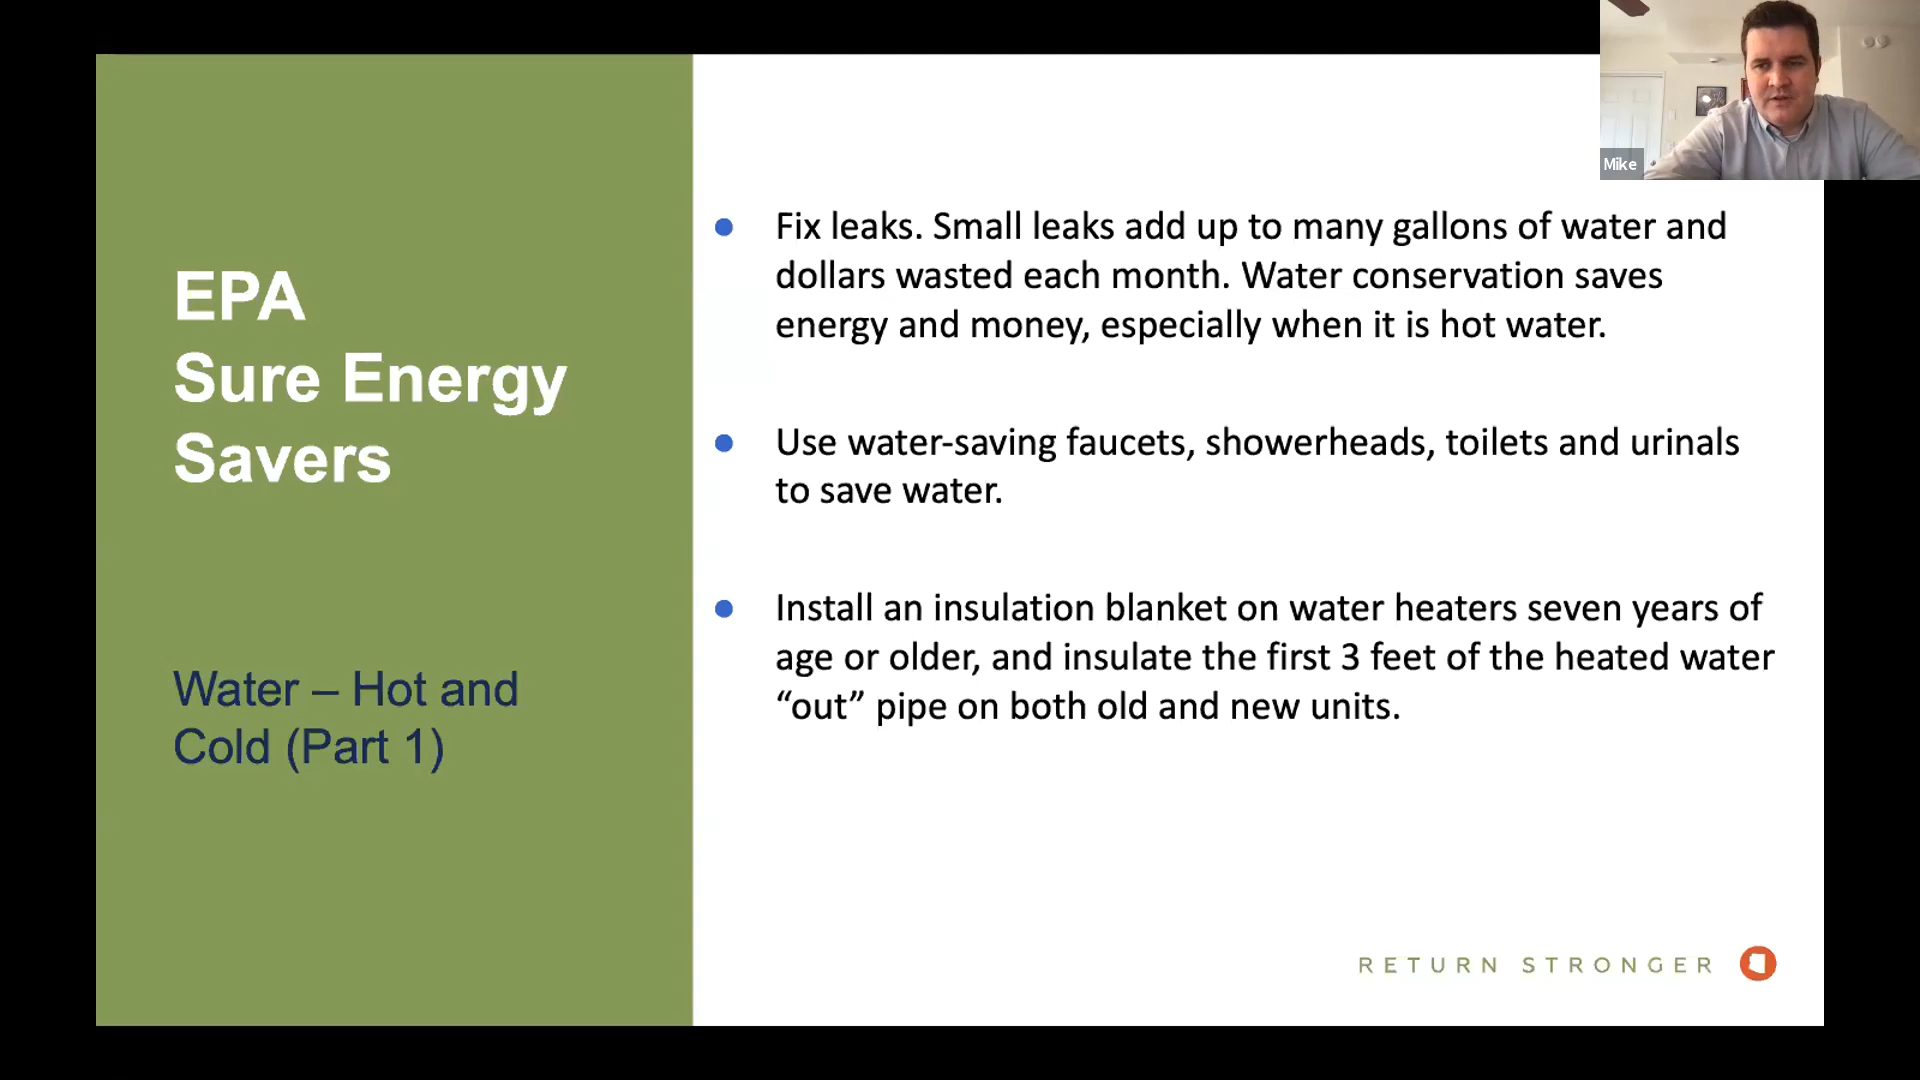 Mike
EPA
Sure Energy
Savers
Water – Hot and
Cold (Part 1)
● Fix leaks. Small leaks add up to many gallons of water and
dollars wasted each month. Water conservation saves
energy and money, especially when it is hot water.
● Use water-saving faucets, showerheads, toilets and urinals
to save water.
● Install an insulation blanket on water heaters seven years of
age or older, and insulate the first 3 feet of the heated water
“out” pipe on both old and new units.
RETURN STRONGER